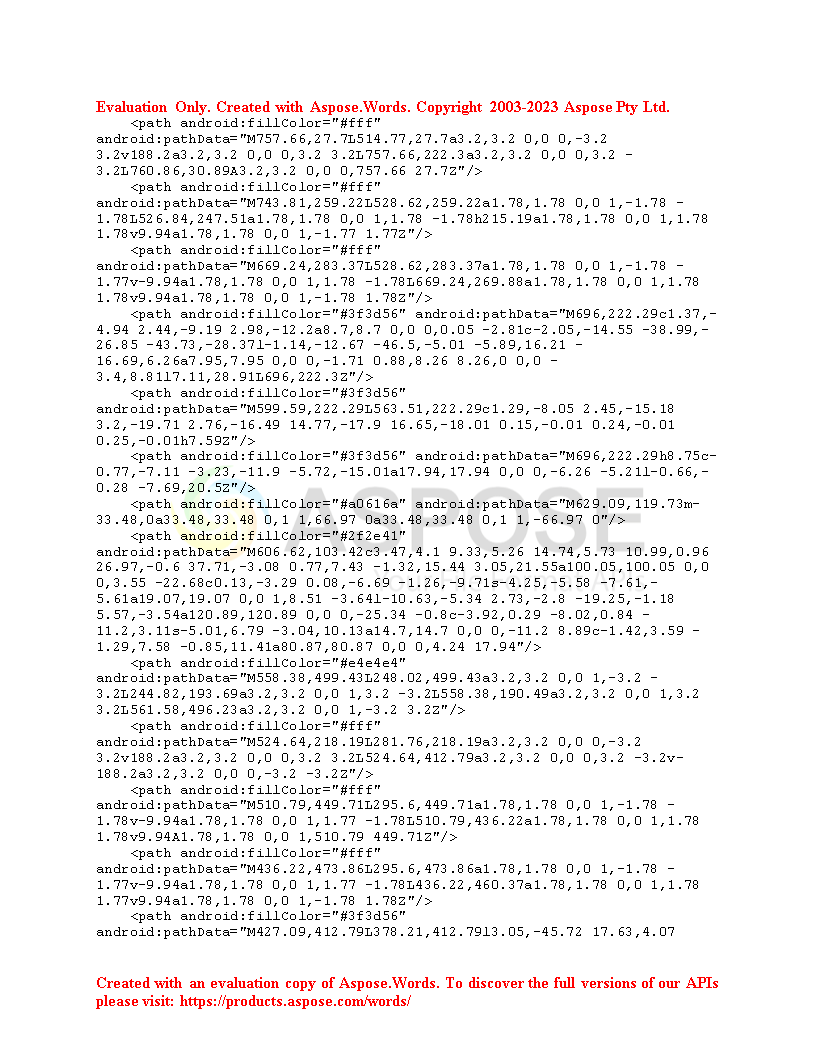 Evaluation Only. Created with Aspose.Words. Copyright 2003-2023 Aspose Pty Ltd.
<path android:fillColor="#fff"
android:pathData="M757.66,27.7L514.77,27.7a3.2,3.2 0,0 0,-3.2
3.2v188.2a3.2,3.2 0,0 0,3.2 3.2L757.66,222.3a3.2,3.2 0,0 0,3.2 -
3.2L760.86,30.89A3.2,3.2 0,0 0,757.66 27.7Z"/>
<path android:fillColor="#fff"
android:pathData="M743.81,259.22L528.62,259.22a1.78,1.78 0,0 1,-1.78 -
1.78L526.84,247.51a1.78,1.78 0,0 1,1.78 -1.78h215.19a1.78,1.78 0,0 1,1.78
1.78v9.94a1.78,1.78 0,0 1,-1.77 1.77Z"/>
<path android:fillColor="#fff"
android:pathData="M669.24,283.37L528.62,283.37a1.78,1.78 0,0 1,-1.78 -
1.77v-9.94a1.78,1.78 0,0 1,1.78 -1.78L669.24,269.88a1.78,1.78 0,0 1,1.78
1.78v9.94a1.78,1.78 0,0 1,-1.78 1.78Z"/>
<path android:fillColor="#3f3d56" android:pathData="M696,222.29c1.37,-
4.94 2.44,-9.19 2.98,-12.2a8.7,8.7 0,0 0,0.05 -2.81c-2.05,-14.55 -38.99,-
26.85 -43.73,-28.37l-1.14,-12.67 -46.5,-5.01 -5.89,16.21 -
16.69,6.26a7.95,7.95 0,0 0,-1.71 0.88,8.26 8.26,0 0,0 -
3.4,8.81l7.11,28.91L696,222.3Z"/>
<path android:fillColor="#3f3d56"
android:pathData="M599.59,222.29L563.51,222.29c1.29,-8.05 2.45,-15.18
3.2,-19.71 2.76,-16.49 14.77,-17.9 16.65,-18.01 0.15,-0.01 0.24,-0.01
0.25,-0.01h7.59Z"/>
<path android:fillColor="#3f3d56" android:pathData="M696,222.29h8.75c-
0.77,-7.11 -3.23,-11.9 -5.72,-15.01a17.94,17.94 0,0 0,-6.26 -5.21l-0.66,-
0.28 -7.69,20.5Z"/>
<path android:fillColor="#a0616a" android:pathData="M629.09,119.73m-
33.48,0a33.48,33.48 0,1 1,66.97 0a33.48,33.48 0,1 1,-66.97 0"/>
<path android:fillColor="#2f2e41"
android:pathData="M606.62,103.42c3.47,4.1 9.33,5.26 14.74,5.73 10.99,0.96
26.97,-0.6 37.71,-3.08 0.77,7.43 -1.32,15.44 3.05,21.55a100.05,100.05 0,0
0,3.55 -22.68c0.13,-3.29 0.08,-6.69 -1.26,-9.71s-4.25,-5.58 -7.61,-
5.61a19.07,19.07 0,0 1,8.51 -3.64l-10.63,-5.34 2.73,-2.8 -19.25,-1.18
5.57,-3.54a120.89,120.89 0,0 0,-25.34 -0.8c-3.92,0.29 -8.02,0.84 -
11.2,3.11s-5.01,6.79 -3.04,10.13a14.7,14.7 0,0 0,-11.2 8.89c-1.42,3.59 -
1.29,7.58 -0.85,11.41a80.87,80.87 0,0 0,4.24 17.94"/>
<path android:fillColor="#e4e4e4"
android:pathData="M558.38,499.43L248.02,499.43a3.2,3.2 0,0 1,-3.2 -
3.2L244.82,193.69a3.2,3.2 0,0 1,3.2 -3.2L558.38,190.49a3.2,3.2 0,0 1,3.2
3.2L561.58,496.23a3.2,3.2 0,0 1,-3.2 3.2Z"/>
<path android:fillColor="#fff"
android:pathData="M524.64,218.19L281.76,218.19a3.2,3.2 0,0 0,-3.2
3.2v188.2a3.2,3.2 0,0 0,3.2 3.2L524.64,412.79a3.2,3.2 0,0 0,3.2 -3.2v-
188.2a3.2,3.2 0,0 0,-3.2 -3.2Z"/>
<path android:fillColor="#fff"
android:pathData="M510.79,449.71L295.6,449.71a1.78,1.78 0,0 1,-1.78 -
1.78v-9.94a1.78,1.78 0,0 1,1.77 -1.78L510.79,436.22a1.78,1.78 0,0 1,1.78
1.78v9.94A1.78,1.78 0,0 1,510.79 449.71Z"/>
<path android:fillColor="#fff"
android:pathData="M436.22,473.86L295.6,473.86a1.78,1.78 0,0 1,-1.78 -
1.77v-9.94a1.78,1.78 0,0 1,1.77 -1.78L436.22,460.37a1.78,1.78 0,0 1,1.78
1.77v9.94a1.78,1.78 0,0 1,-1.78 1.78Z"/>
<path android:fillColor="#3f3d56"
android:pathData="M427.09,412.79L378.21,412.79l3.05,-45.72 17.63,4.07
ASPOSE
Created with an evaluation copy of Aspose.Words. To discover the full versions of our APIs
please visit: https://products.aspose.com/words/